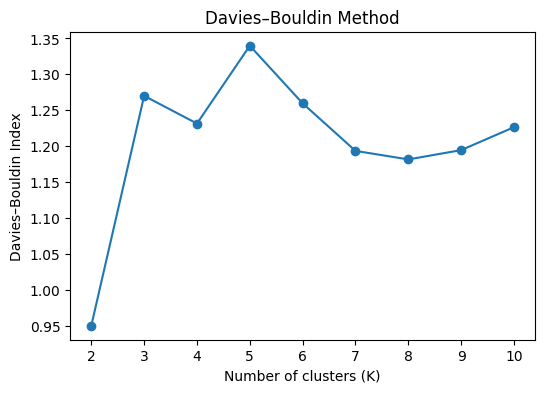 Davies–Bouldin Method
Davies–Bouldin Index
1.35
1.30
1.25
1.20
1.15
1.10
1.05
1.00
0.95
2 3 4 5 6 7 8 9 10
Number of clusters (K)